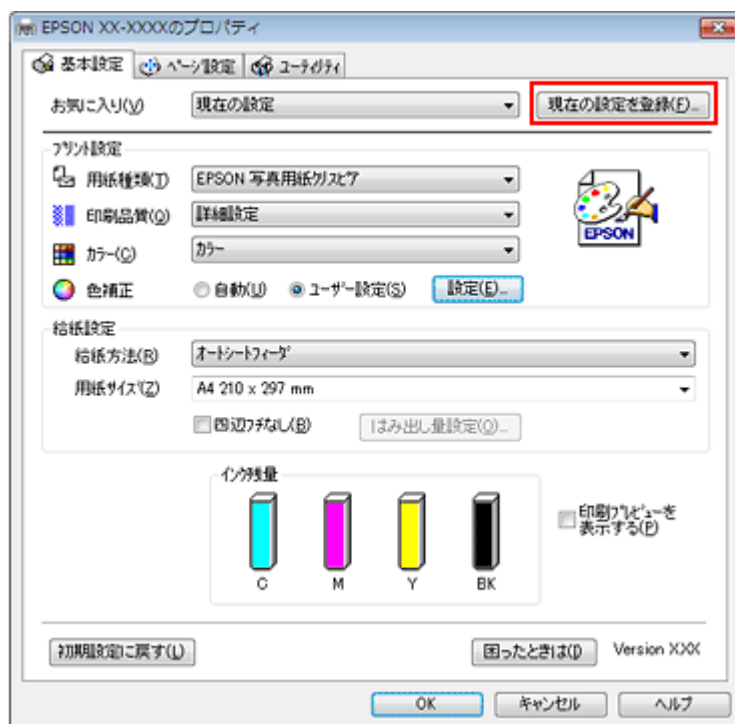 EPSON XX-XXXXのプロパティ
基本設定 ページ設定 ユーティリティ
お気に入り(V) 現在の設定 現在の設定を登録(F)...
プリント設定
用紙種類(T) EPSON 写真用紙クリスピア
EPSON
印刷品質(Q) 詳細設定
カラー(C) カラー
色補正 自動(U) ユーザー設定(S) 設定(E)...
給紙設定
給紙方法(R) オートシートフィーダ
用紙サイズ(Z) A4 210 x 297 mm
四辺フチなし(B) はみ出し量設定(O)...
インク残量
C M Y BK
印刷プレビューを
表示する(P)
初期設定に戻す(L) 困ったときは(I) Version X.XX
OK キャンセル ヘルプ